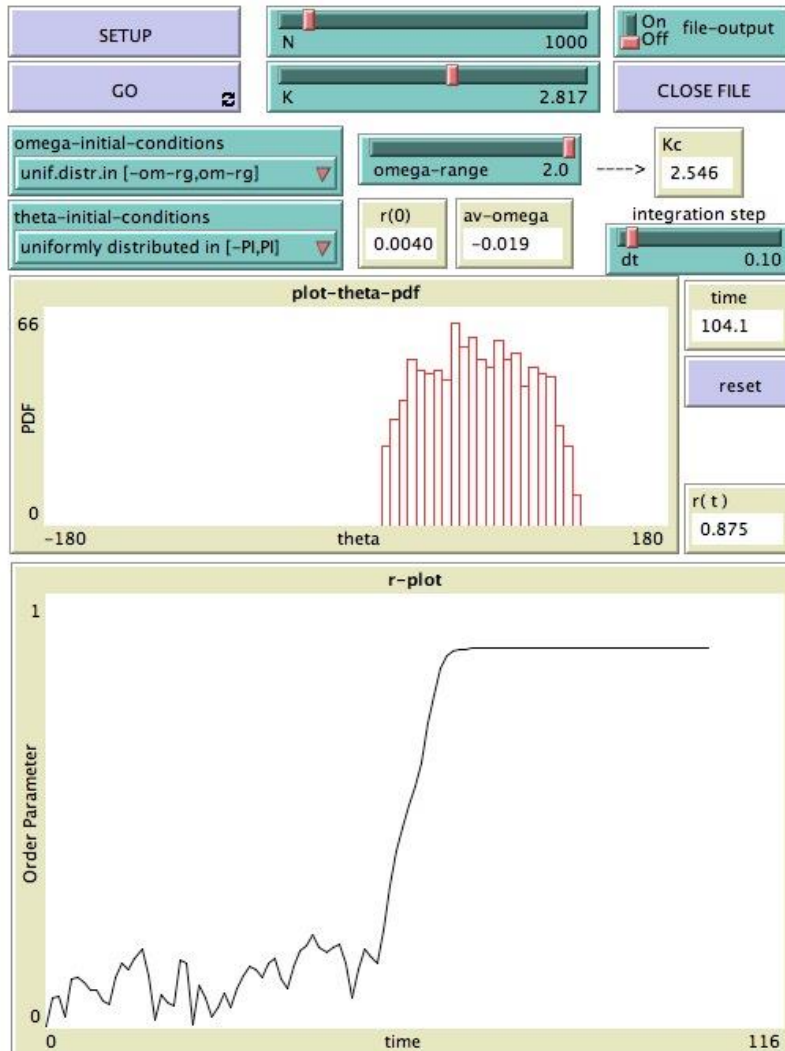 SETUP
N 1000
On
Off
file-output
GO
K 2.817
CLOSE FILE
omega-initial-conditions
unif.distr.in [-om-rg,om-rg]
omega-range 2.0
---->
Kc
2.546
theta-initial-conditions
uniformly distributed in [-PI,PI]
r(0)
0.0040
av-omega
-0.019
integration step
dt 0.10
plot-theta-pdf
66
PDF
0
-180 theta 180
time
104.1
reset
r( t )
0.875
r-plot
1
Order Parameter
0
0 time 116